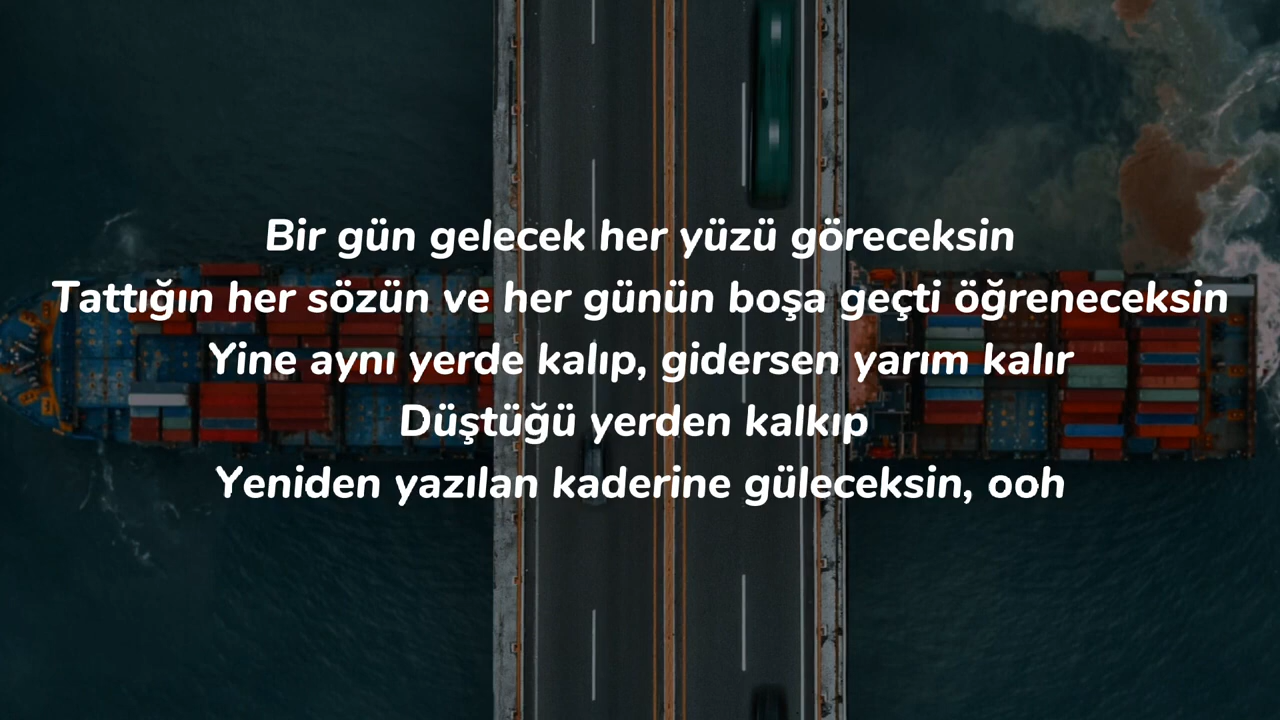 Bir gün gelecek her yüzü göreceksin
Tattığın her sözün ve her günün boşa geçti öğreneceksin
Yine aynı yerde kalıp, gidersen yarım kalır
Düştüğü yerden kalkıp
Yeniden yazılan kaderine güleceksin, ooh